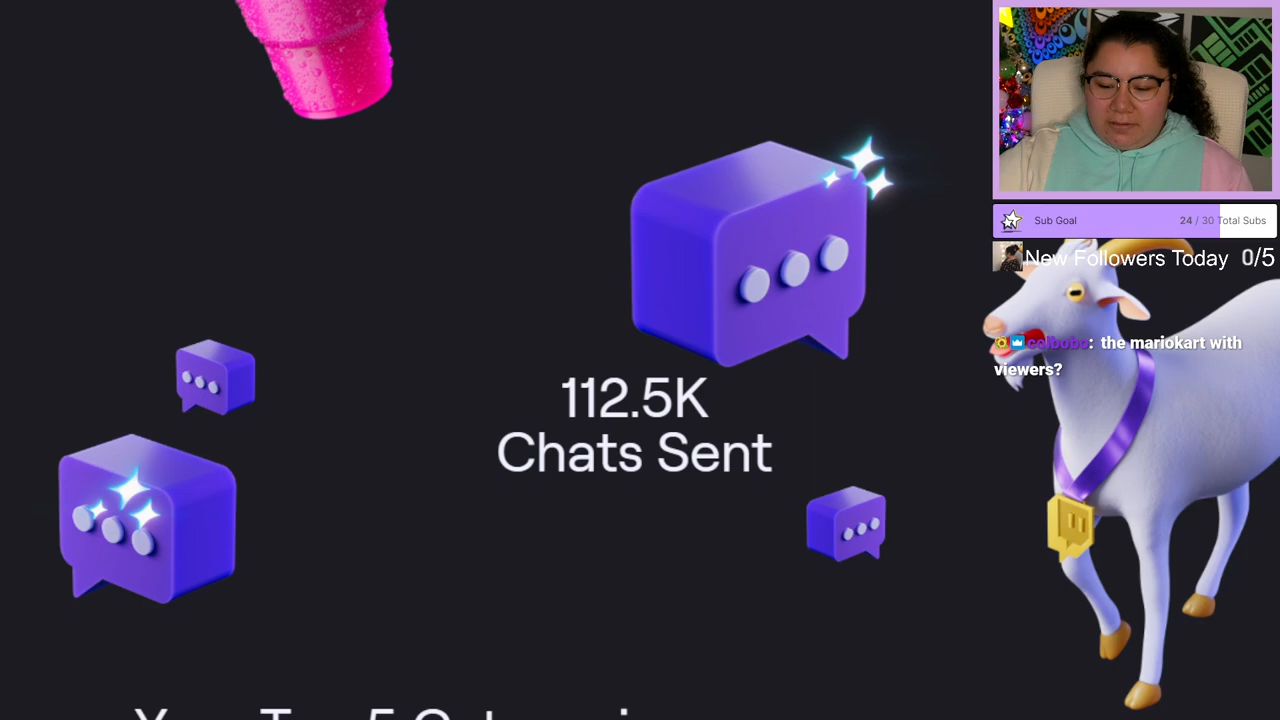 Sub Goal
24 / 30 Total Subs
New Followers Today 0/5
colbobo: the mariokart with
viewers?
112.5K
Chats Sent